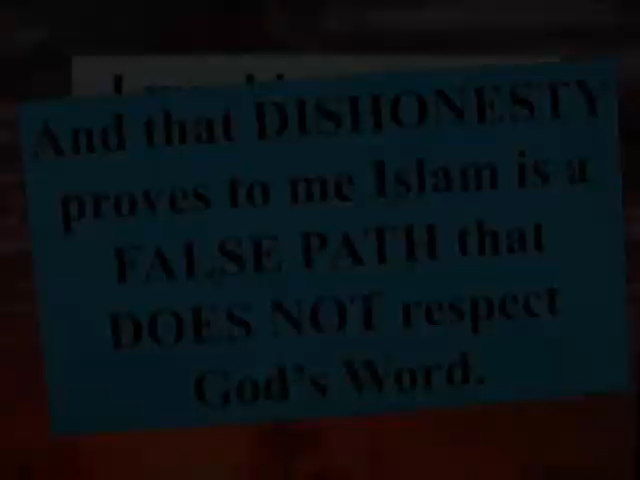 And that DISHONESTY
proves to me Islam is a
FALSE PATH that
DOES NOT respect
God's Word.